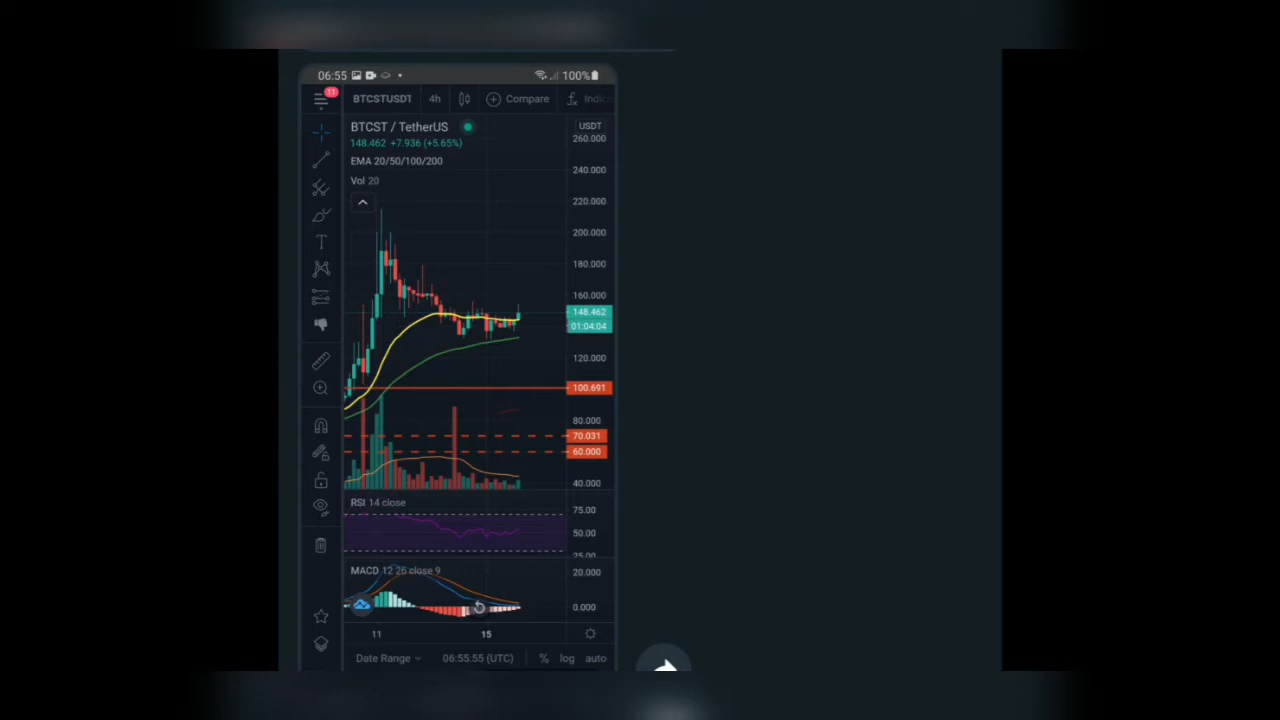 06:55 100%
11
BTCSTUSDT 4h Compare
BTCST / TetherUS USDT
148.462 +7.936 (+5.65%)
EMA 20/50/100/200
Vol 20
260.000
240.000
220.000
200.000
180.000
160.000
148.462
01:04:04
120.000
100.691
80.000
70.031
60.000
40.000
RSI 14 close
75.00
50.00
25.00
MACD 12 26 close 9
20.000
0.000
11 15
Date Range 06:55:55 (UTC) % log auto